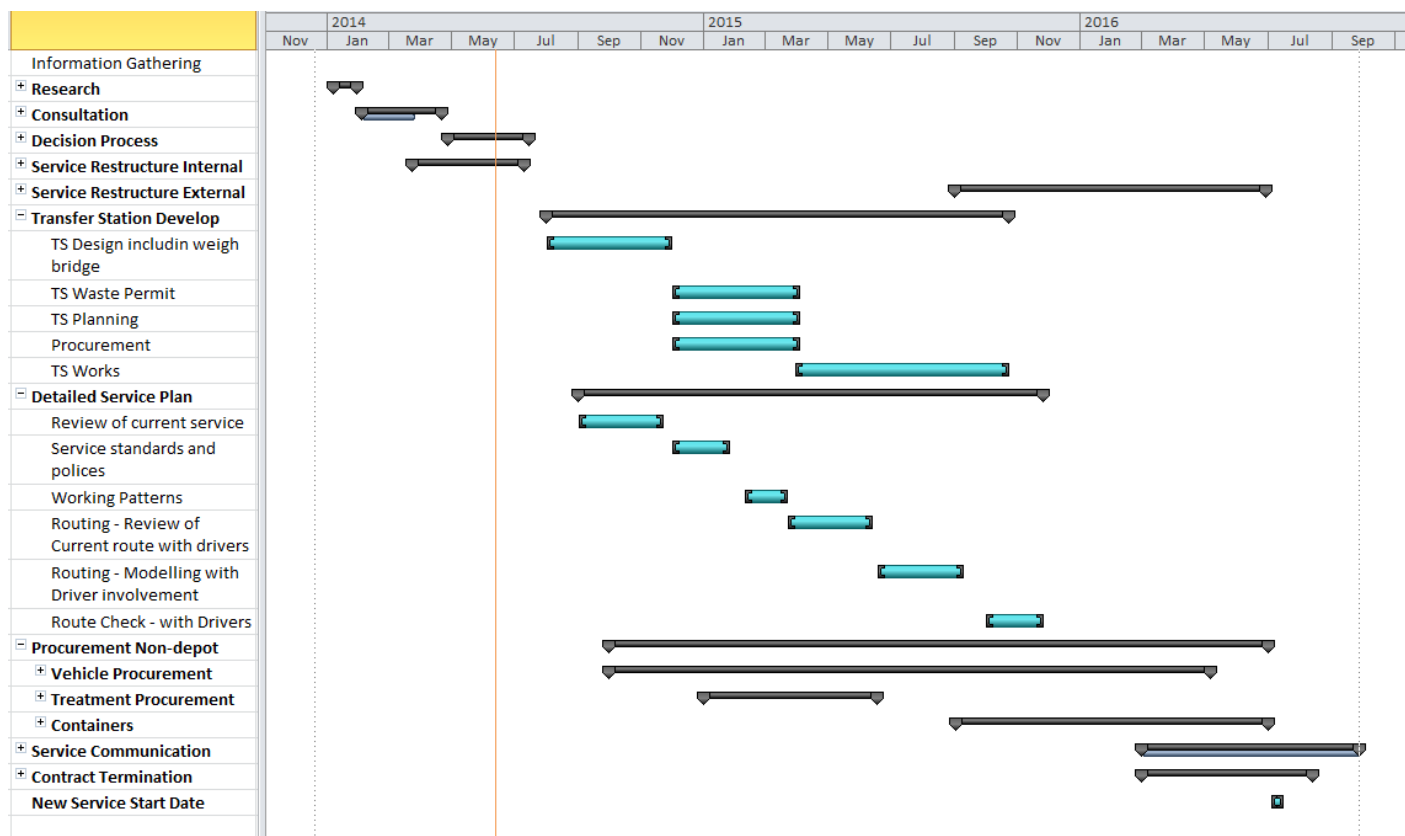 2014 2015 2016
Nov Jan Mar May Jul Sep Nov Jan Mar May Jul Sep Nov Jan Mar May Jul Sep
Information Gathering
Research
Consultation
Decision Process
Service Restructure Internal
Service Restructure External
Transfer Station Develop
TS Design includin weigh
bridge
TS Waste Permit
TS Planning
Procurement
TS Works
Detailed Service Plan
Review of current service
Service standards and
polices
Working Patterns
Routing - Review of
Current route with drivers
Routing - Modelling with
Driver involvement
Route Check - with Drivers
Procurement Non-depot
Vehicle Procurement
Treatment Procurement
Containers
Service Communication
Contract Termination
New Service Start Date